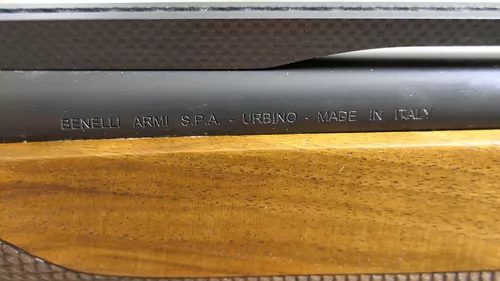 BENELLI ARMI S.P.A. - URBINO - MADE IN ITALY